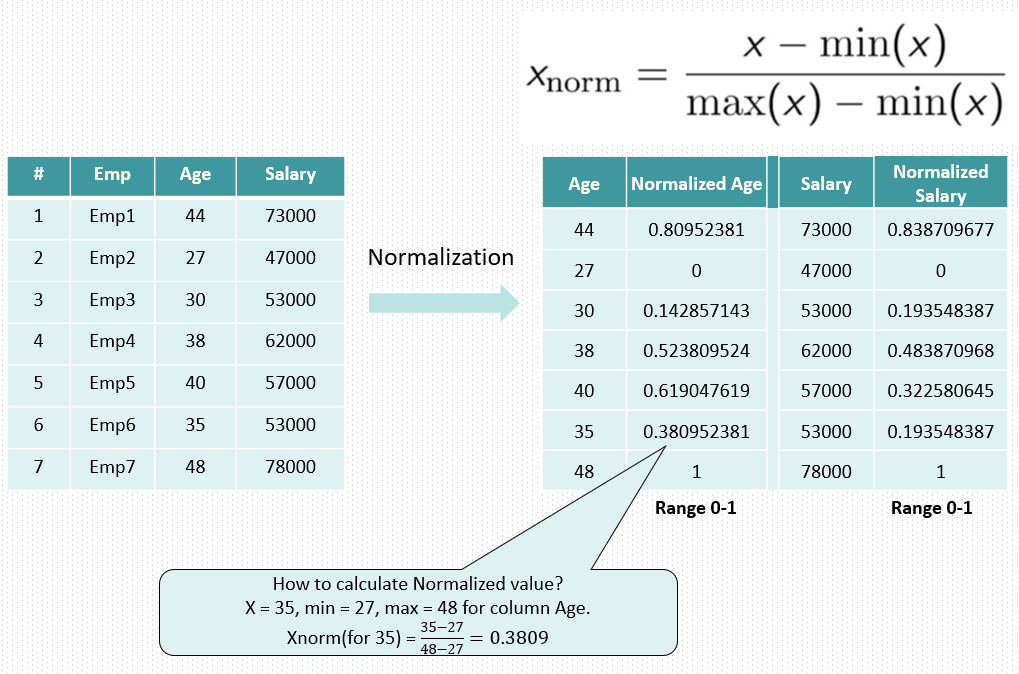 x_norm = (x − min(x)) / (max(x) − min(x))
# Emp Age Salary
1 Emp1 44 73000
2 Emp2 27 47000
3 Emp3 30 53000
4 Emp4 38 62000
5 Emp5 40 57000
6 Emp6 35 53000
7 Emp7 48 78000
Normalization
Age Normalized Age Salary Normalized Salary
44 0.80952381 73000 0.838709677
27 0 47000 0
30 0.142857143 53000 0.193548387
38 0.523809524 62000 0.483870968
40 0.619047619 57000 0.322580645
35 0.380952381 53000 0.193548387
48 1 78000 1
Range 0-1 Range 0-1
How to calculate Normalized value?
X = 35, min = 27, max = 48 for column Age.
Xnorm(for 35) = (35−27)/(48−27) = 0.3809